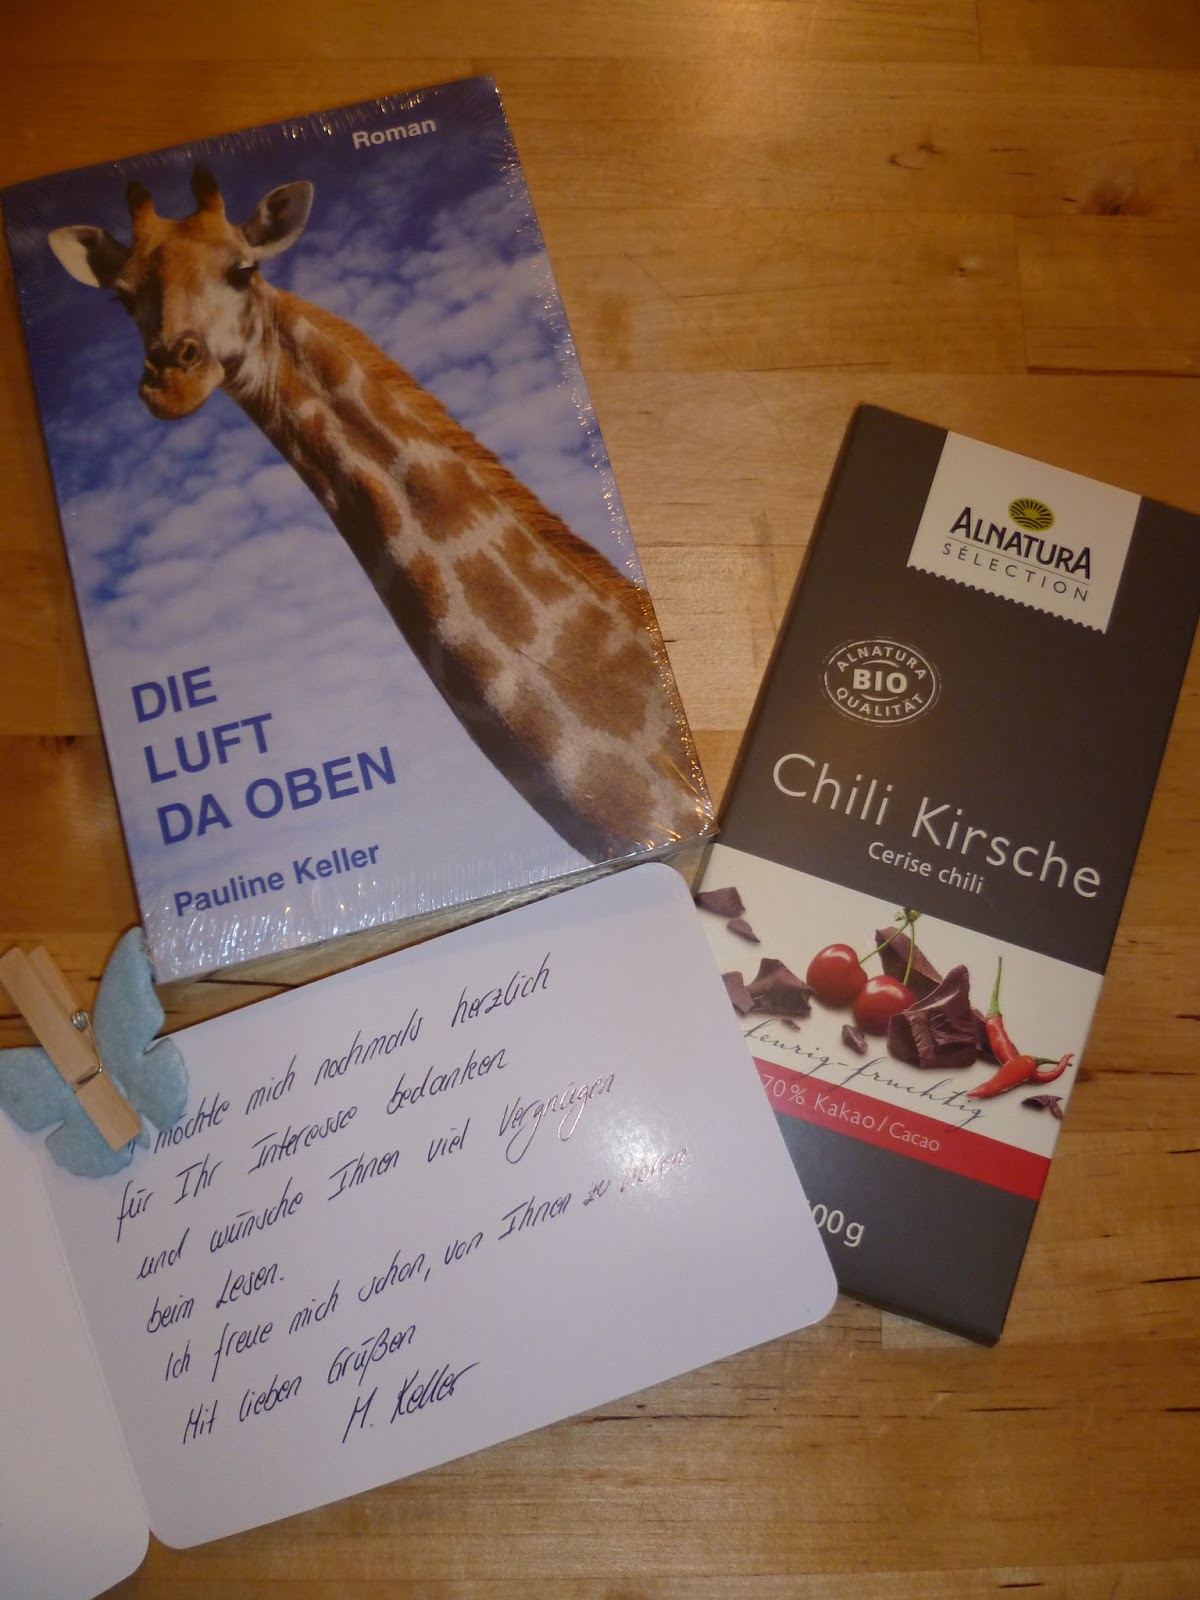 Roman
DIE
LUFT
DA OBEN
Pauline Keller
ALNATURA
SÉLECTION
ALNATURA
BIO
QUALITÄT
Chili Kirsche
Cerise chili
feurig-fruchtig
70% Kakao/Cacao
00g
möchte mich nochmals herzlich
für Ihr Interesse bedanken
und wünsche Ihnen viel Vergnügen
beim Lesen.
Ich freue mich schon, von Ihnen zu hören.
Mit lieben Grüßen
M. Keller